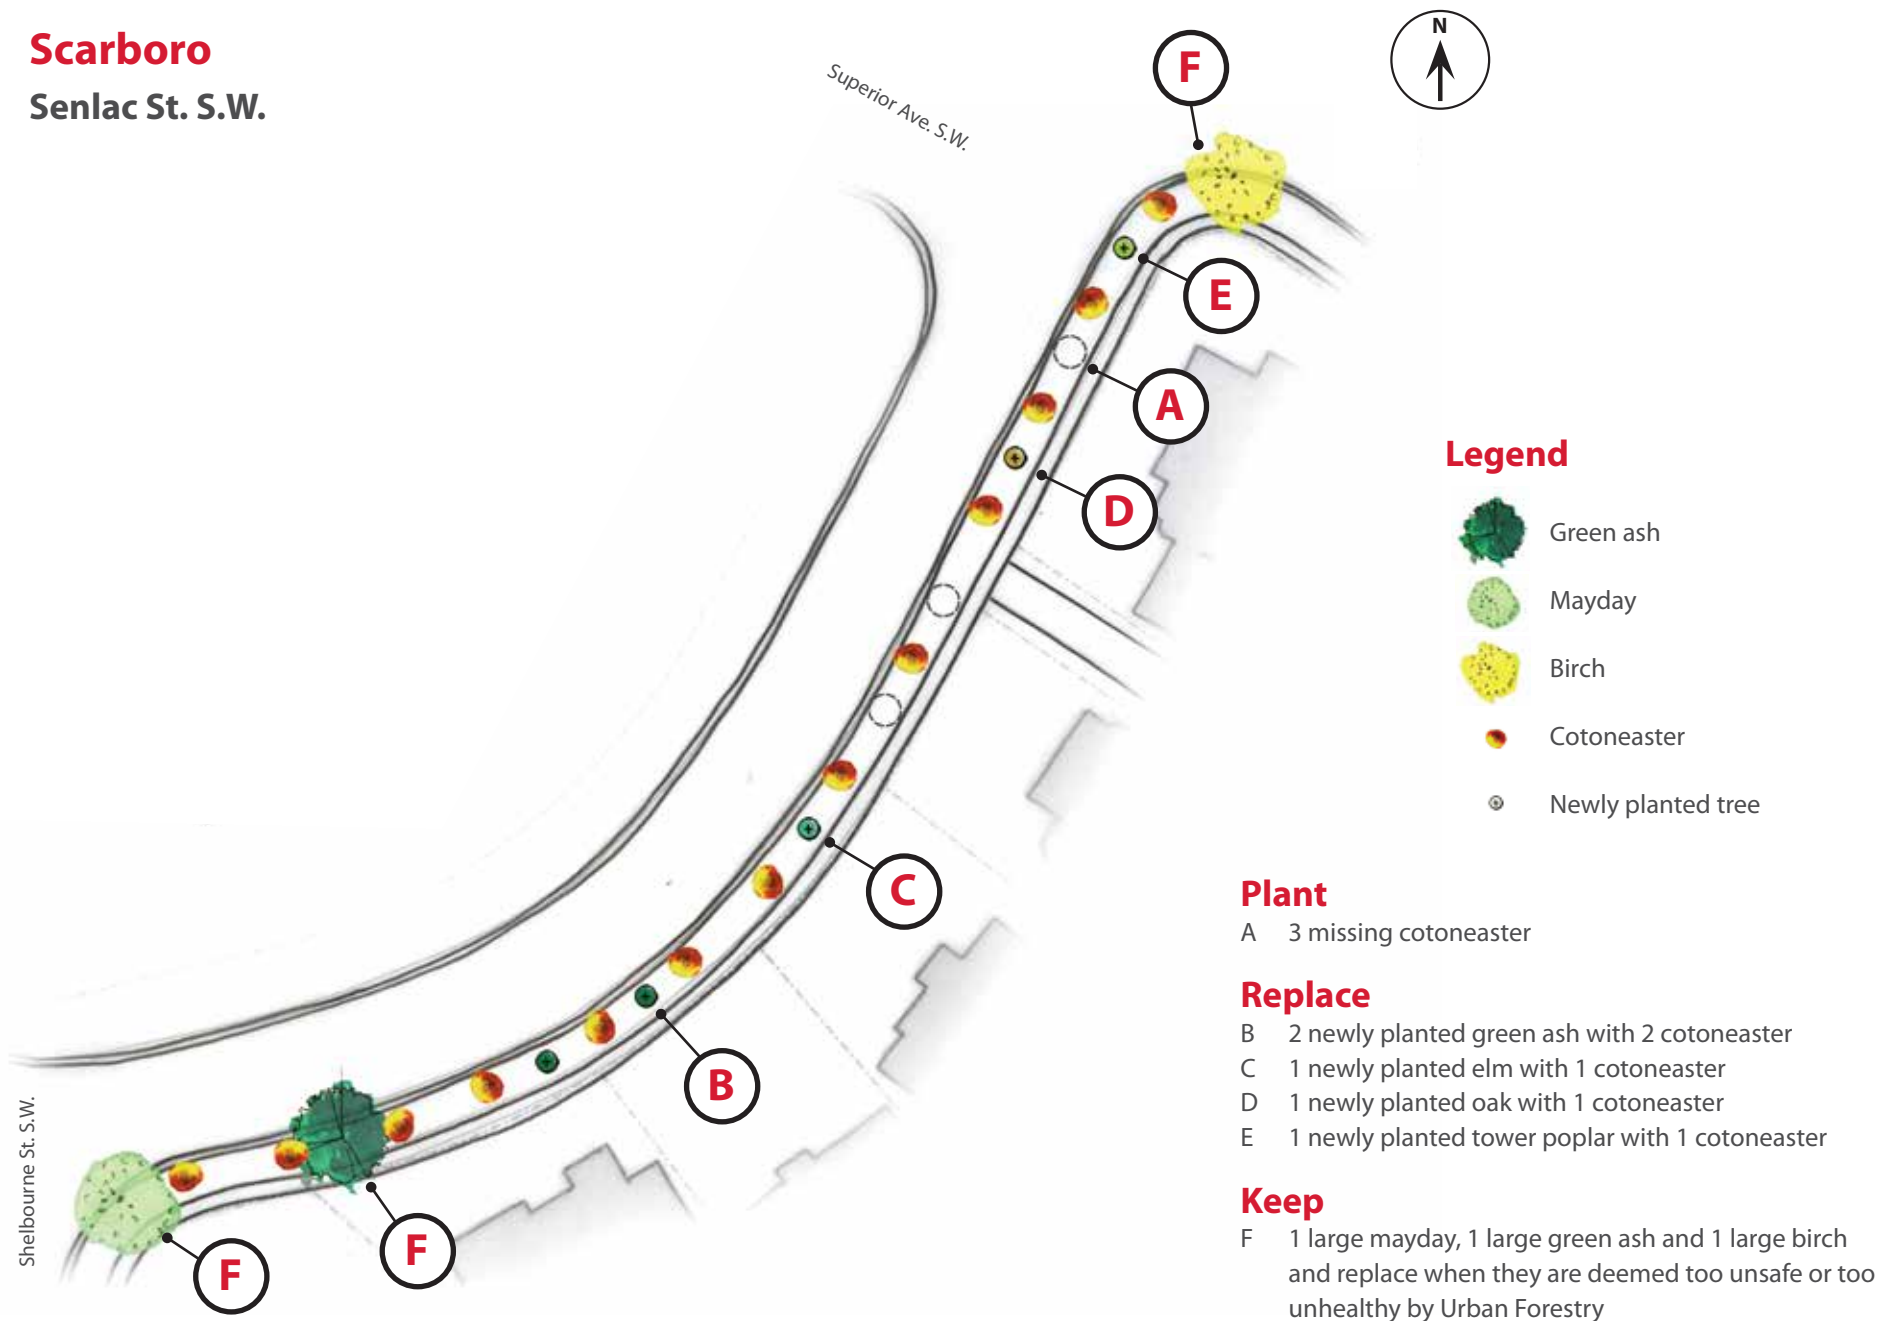 Scarboro
Senlac St. S.W.
Superior Ave. S.W.
F
N
E
A
D
C
B
F
F
Shelbourne St. S.W.
Legend
Green ash
Mayday
Birch
Cotoneaster
Newly planted tree
Plant
A 3 missing cotoneaster
Replace
B 2 newly planted green ash with 2 cotoneaster
C 1 newly planted elm with 1 cotoneaster
D 1 newly planted oak with 1 cotoneaster
E 1 newly planted tower poplar with 1 cotoneaster
Keep
F 1 large mayday, 1 large green ash and 1 large birch
and replace when they are deemed too unsafe or too
unhealthy by Urban Forestry